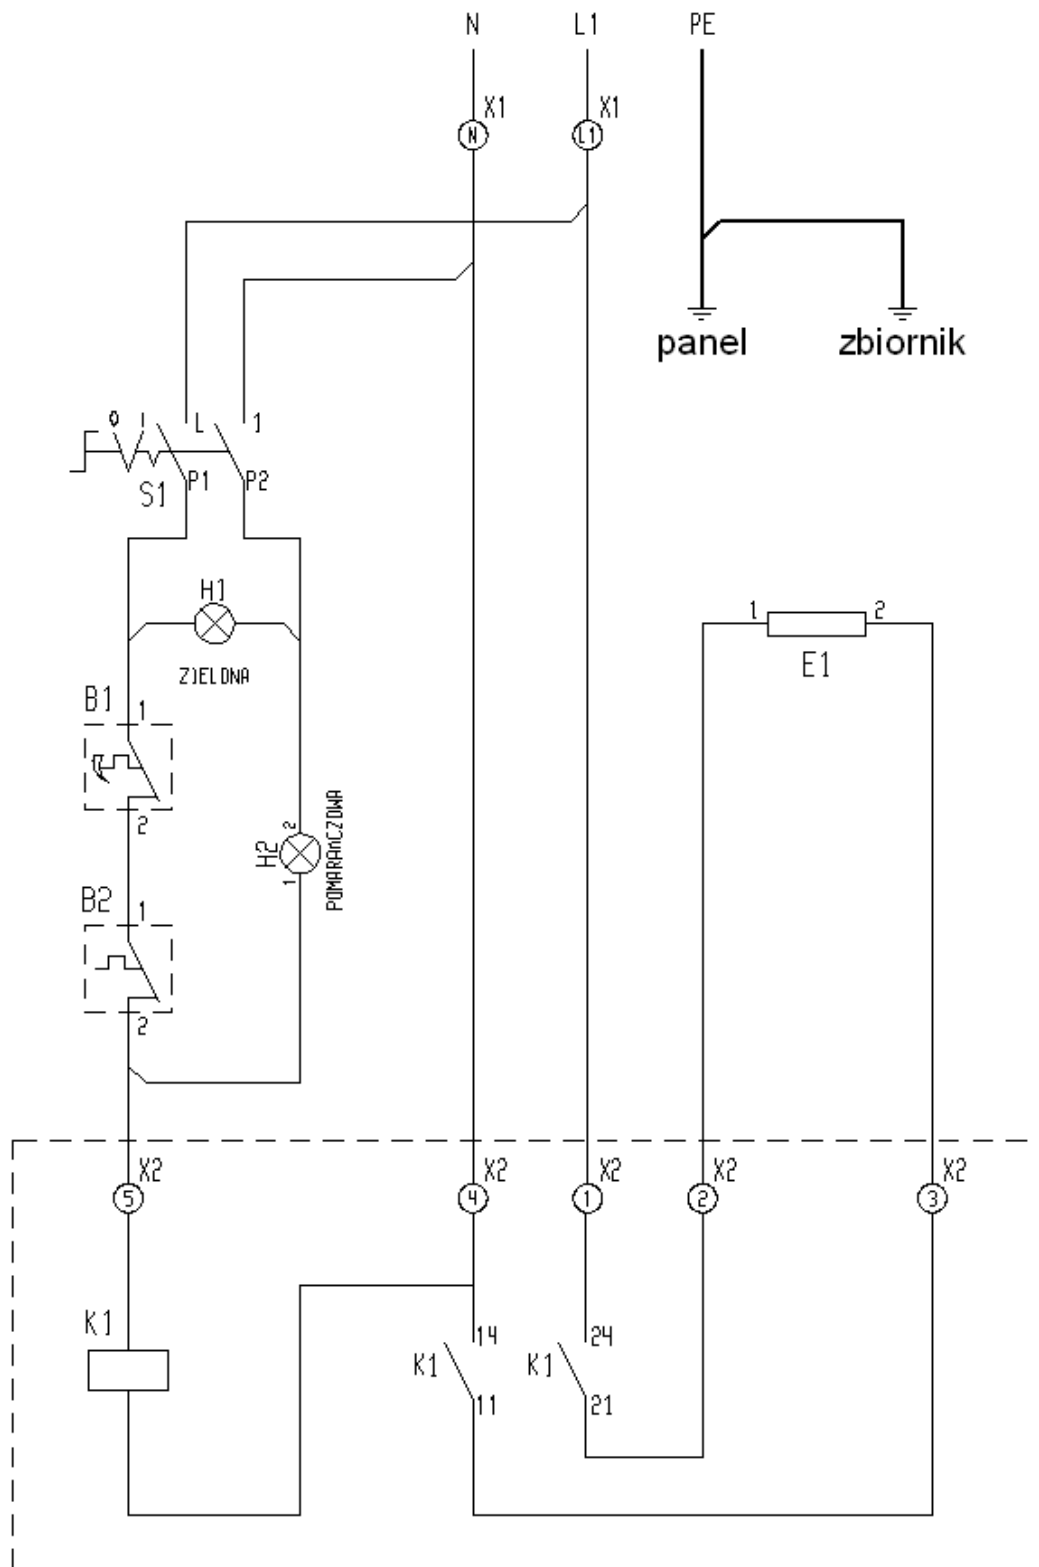 N L1 PE
X1 X1
N L1
panel zbiornik
0 I L 1
S1 P1 P2
H1
ZIELONA
1 2
E1
B1 1
2
H2 2
1
POMARAŃCZOWA
B2 1
2
X2 X2 X2 X2 X2
5 4 1 2 3
K1
K1 14 K1 24
11 21